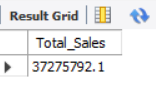 Result Grid
Total_Sales
37275792.1